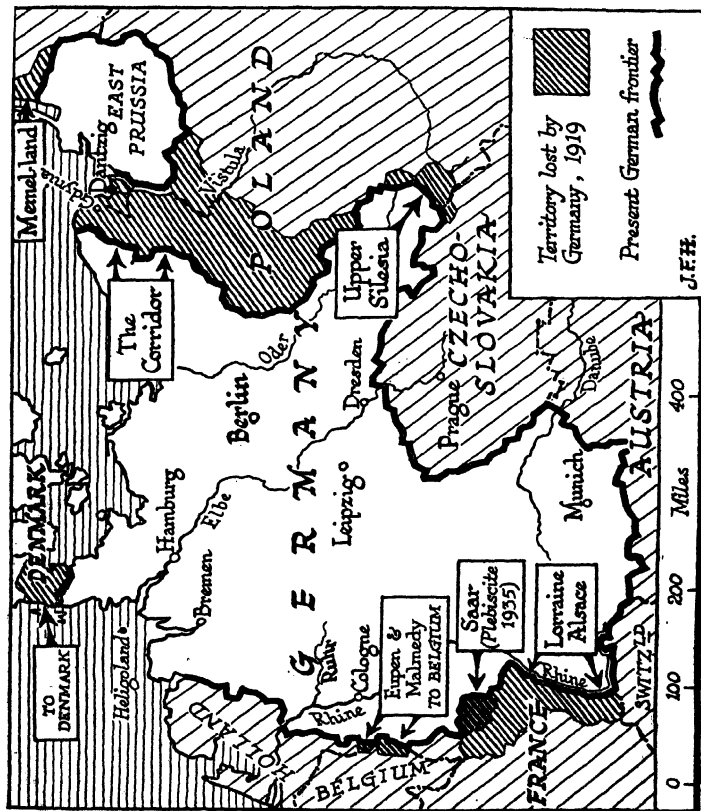 TO
DENMARK
DENMARK
Memel-land
Heligoland
Hamburg
Bremen
Elbe
The
Corridor
Gdynia
Dantzig
EAST
PRUSSIA
HOLLAND
Berlin
Oder
Vistula
POLAND
GERMANY
Ruhr
Rhine
Cologne
Leipzig
Dresden
Upper
Silesia
Eupen &
Malmedy
TO BELGIUM
BELGIUM
Saar
(Plebiscite
1935)
Prague
CZECHO-
SLOVAKIA
Lorraine
Alsace
Rhine
FRANCE
Munich
Danube
SWITZLD.
AUSTRIA
Territory lost by
Germany, 1919
Present German frontier
J.F.H.
0 100 200 Miles 400